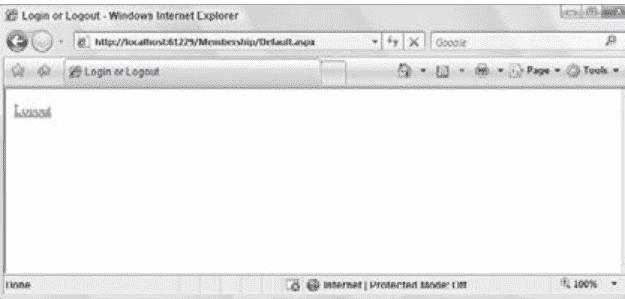 Login or Logout - Windows Internet Explorer
http://localhost:61229/Membership/Default.aspx
Google
Login or Logout
Page
Tools
Logout
Done
Internet | Protected Mode: Off
100%